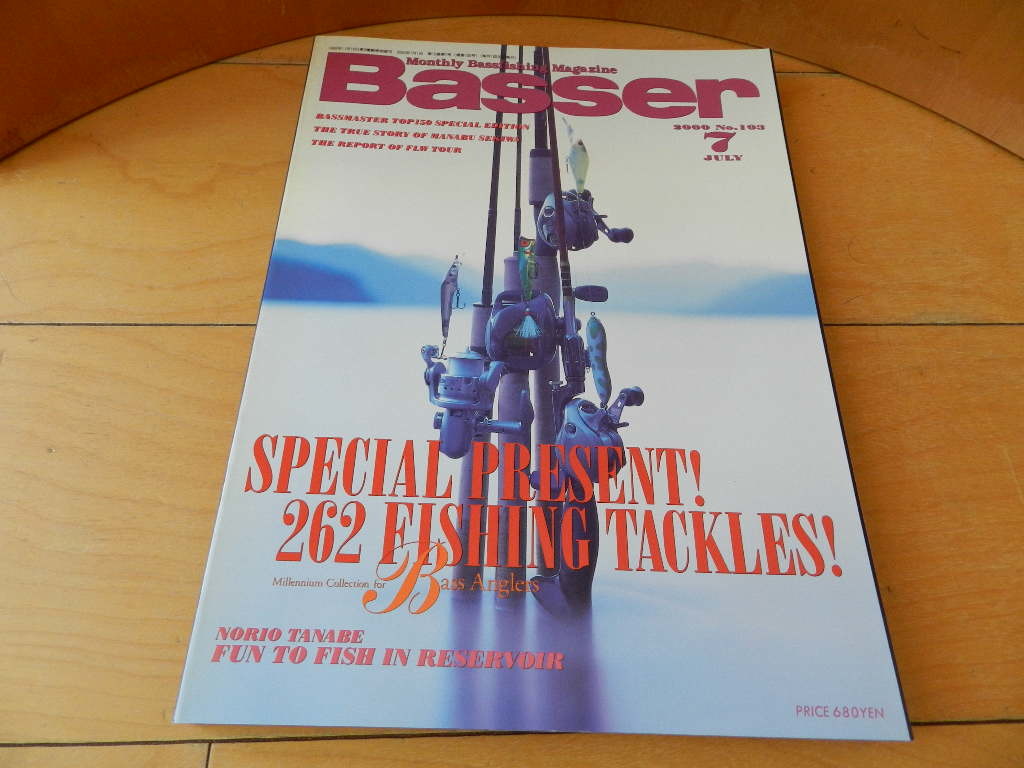 Monthly Bassfishing Magazine
Basser
2000 No.103
7
JULY
BASSMASTER TOP150 SPECIAL EDITION
THE TRUE STORY OF MANABU
THE REPORT OF FLW TOUR
SPECIAL PRESENT!
262 FISHING TACKLES!
Millennium Collection for Bass Anglers
NORIO TANABE
FUN TO FISH IN RESERVOIR
PRICE 680YEN